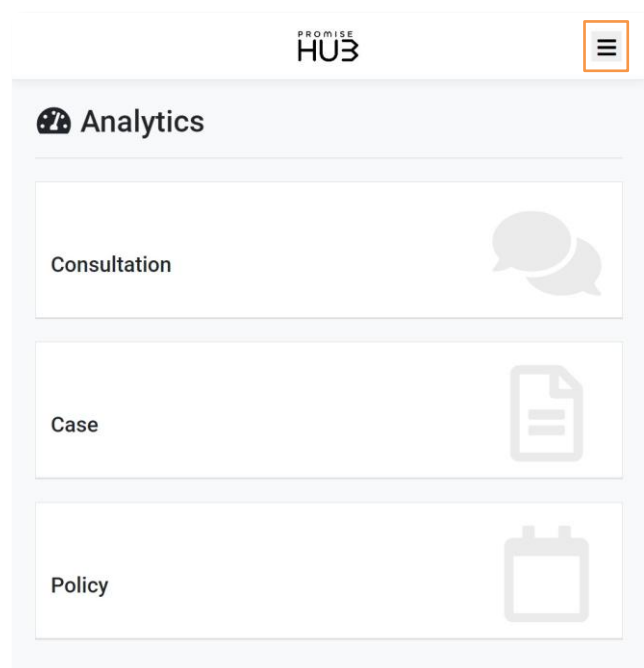 PROMISE
HUB
Analytics
Consultation
Case
Policy